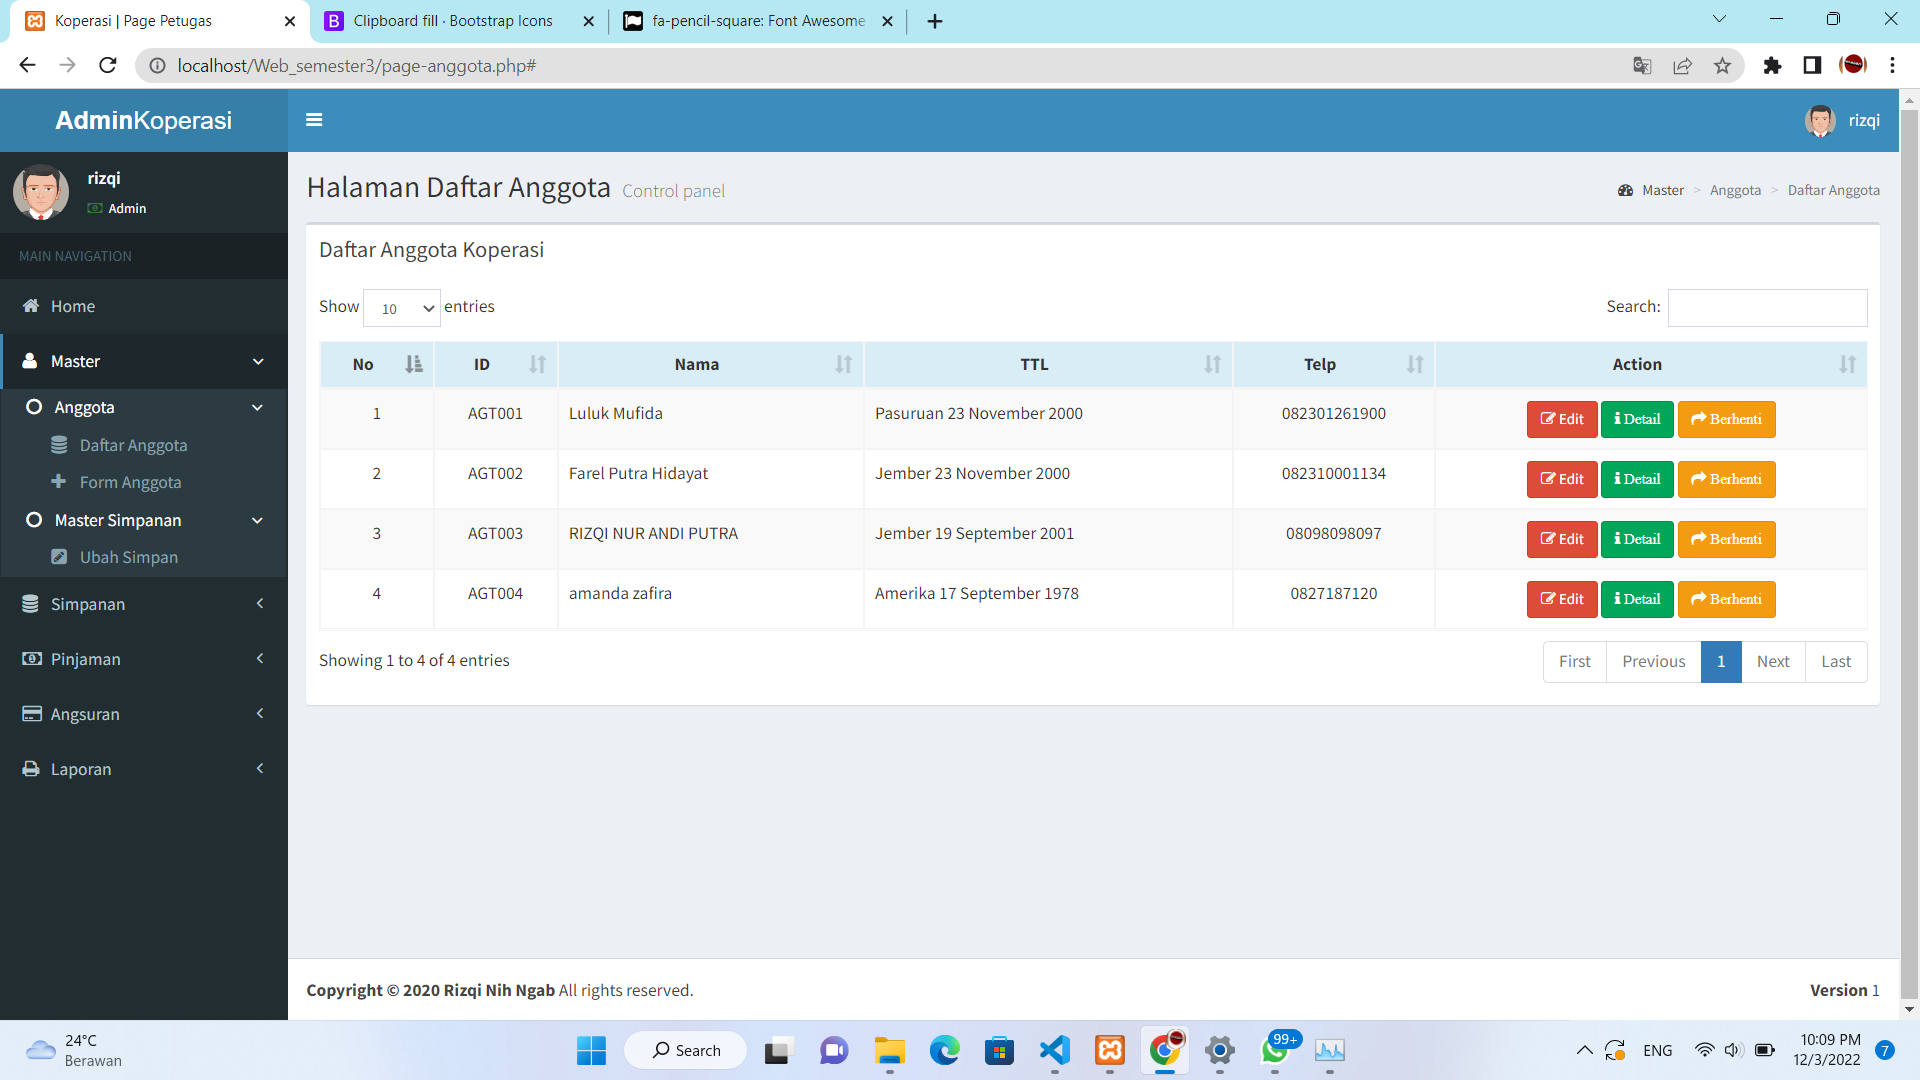 Koperasi | Page Petugas
Clipboard fill · Bootstrap Icons
fa-pencil-square: Font Awesome
localhost/Web_semester3/page-anggota.php#
AdminKoperasi
rizqi
rizqi
Admin
MAIN NAVIGATION
Home
Master
Anggota
Daftar Anggota
Form Anggota
Master Simpanan
Ubah Simpan
Simpanan
Pinjaman
Angsuran
Laporan
Halaman Daftar Anggota Control panel
Master > Anggota > Daftar Anggota
Daftar Anggota Koperasi
Show 10 entries
Search:
No ID Nama TTL Telp Action
1 AGT001 Luluk Mufida Pasuruan 23 November 2000 082301261900 Edit Detail Berhenti
2 AGT002 Farel Putra Hidayat Jember 23 November 2000 082310001134 Edit Detail Berhenti
3 AGT003 RIZQI NUR ANDI PUTRA Jember 19 September 2001 08098098097 Edit Detail Berhenti
4 AGT004 amanda zafira Amerika 17 September 1978 0827187120 Edit Detail Berhenti
Showing 1 to 4 of 4 entries
First Previous 1 Next Last
Copyright © 2020 Rizqi Nih Ngab All rights reserved.
Version 1
24°C
Berawan
Search
99+
ENG
10:09 PM
12/3/2022
7